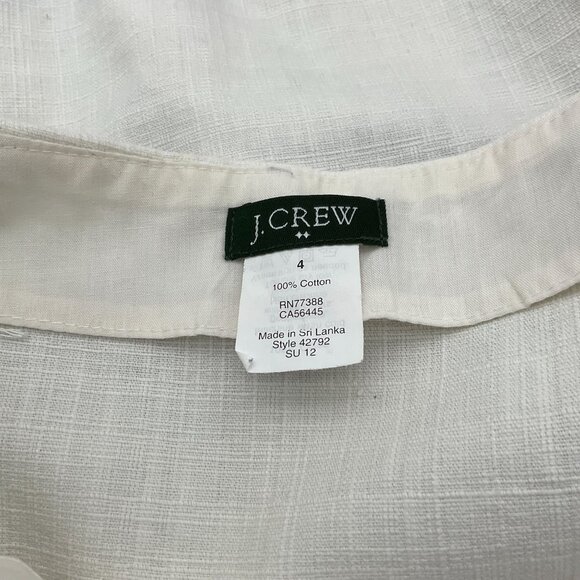 J.CREW
4
100% Cotton
RN77388
CA56445
Made in Sri Lanka
Style 42792
SU 12